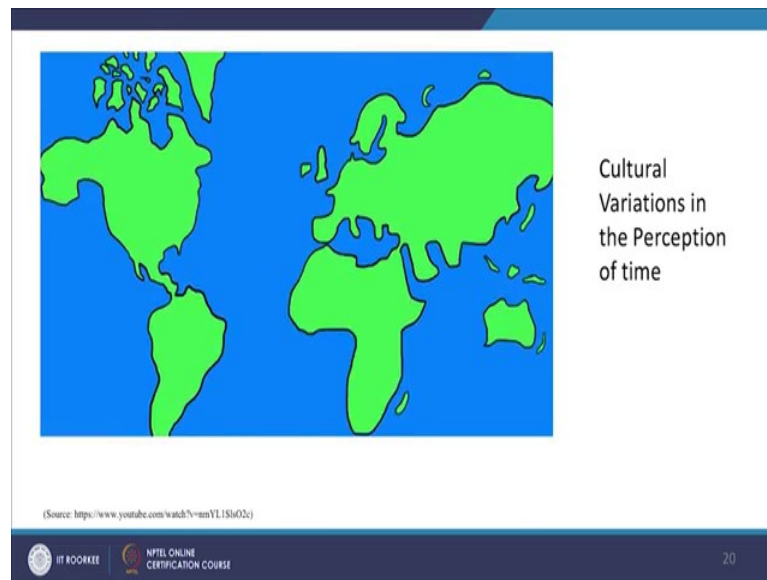 Cultural
Variations in
the Perception
of time
(Source: https://www.youtube.com/watch?v=nmYL1SlsO2c)
IIT ROORKEE
NPTEL ONLINE
CERTIFICATION COURSE
20